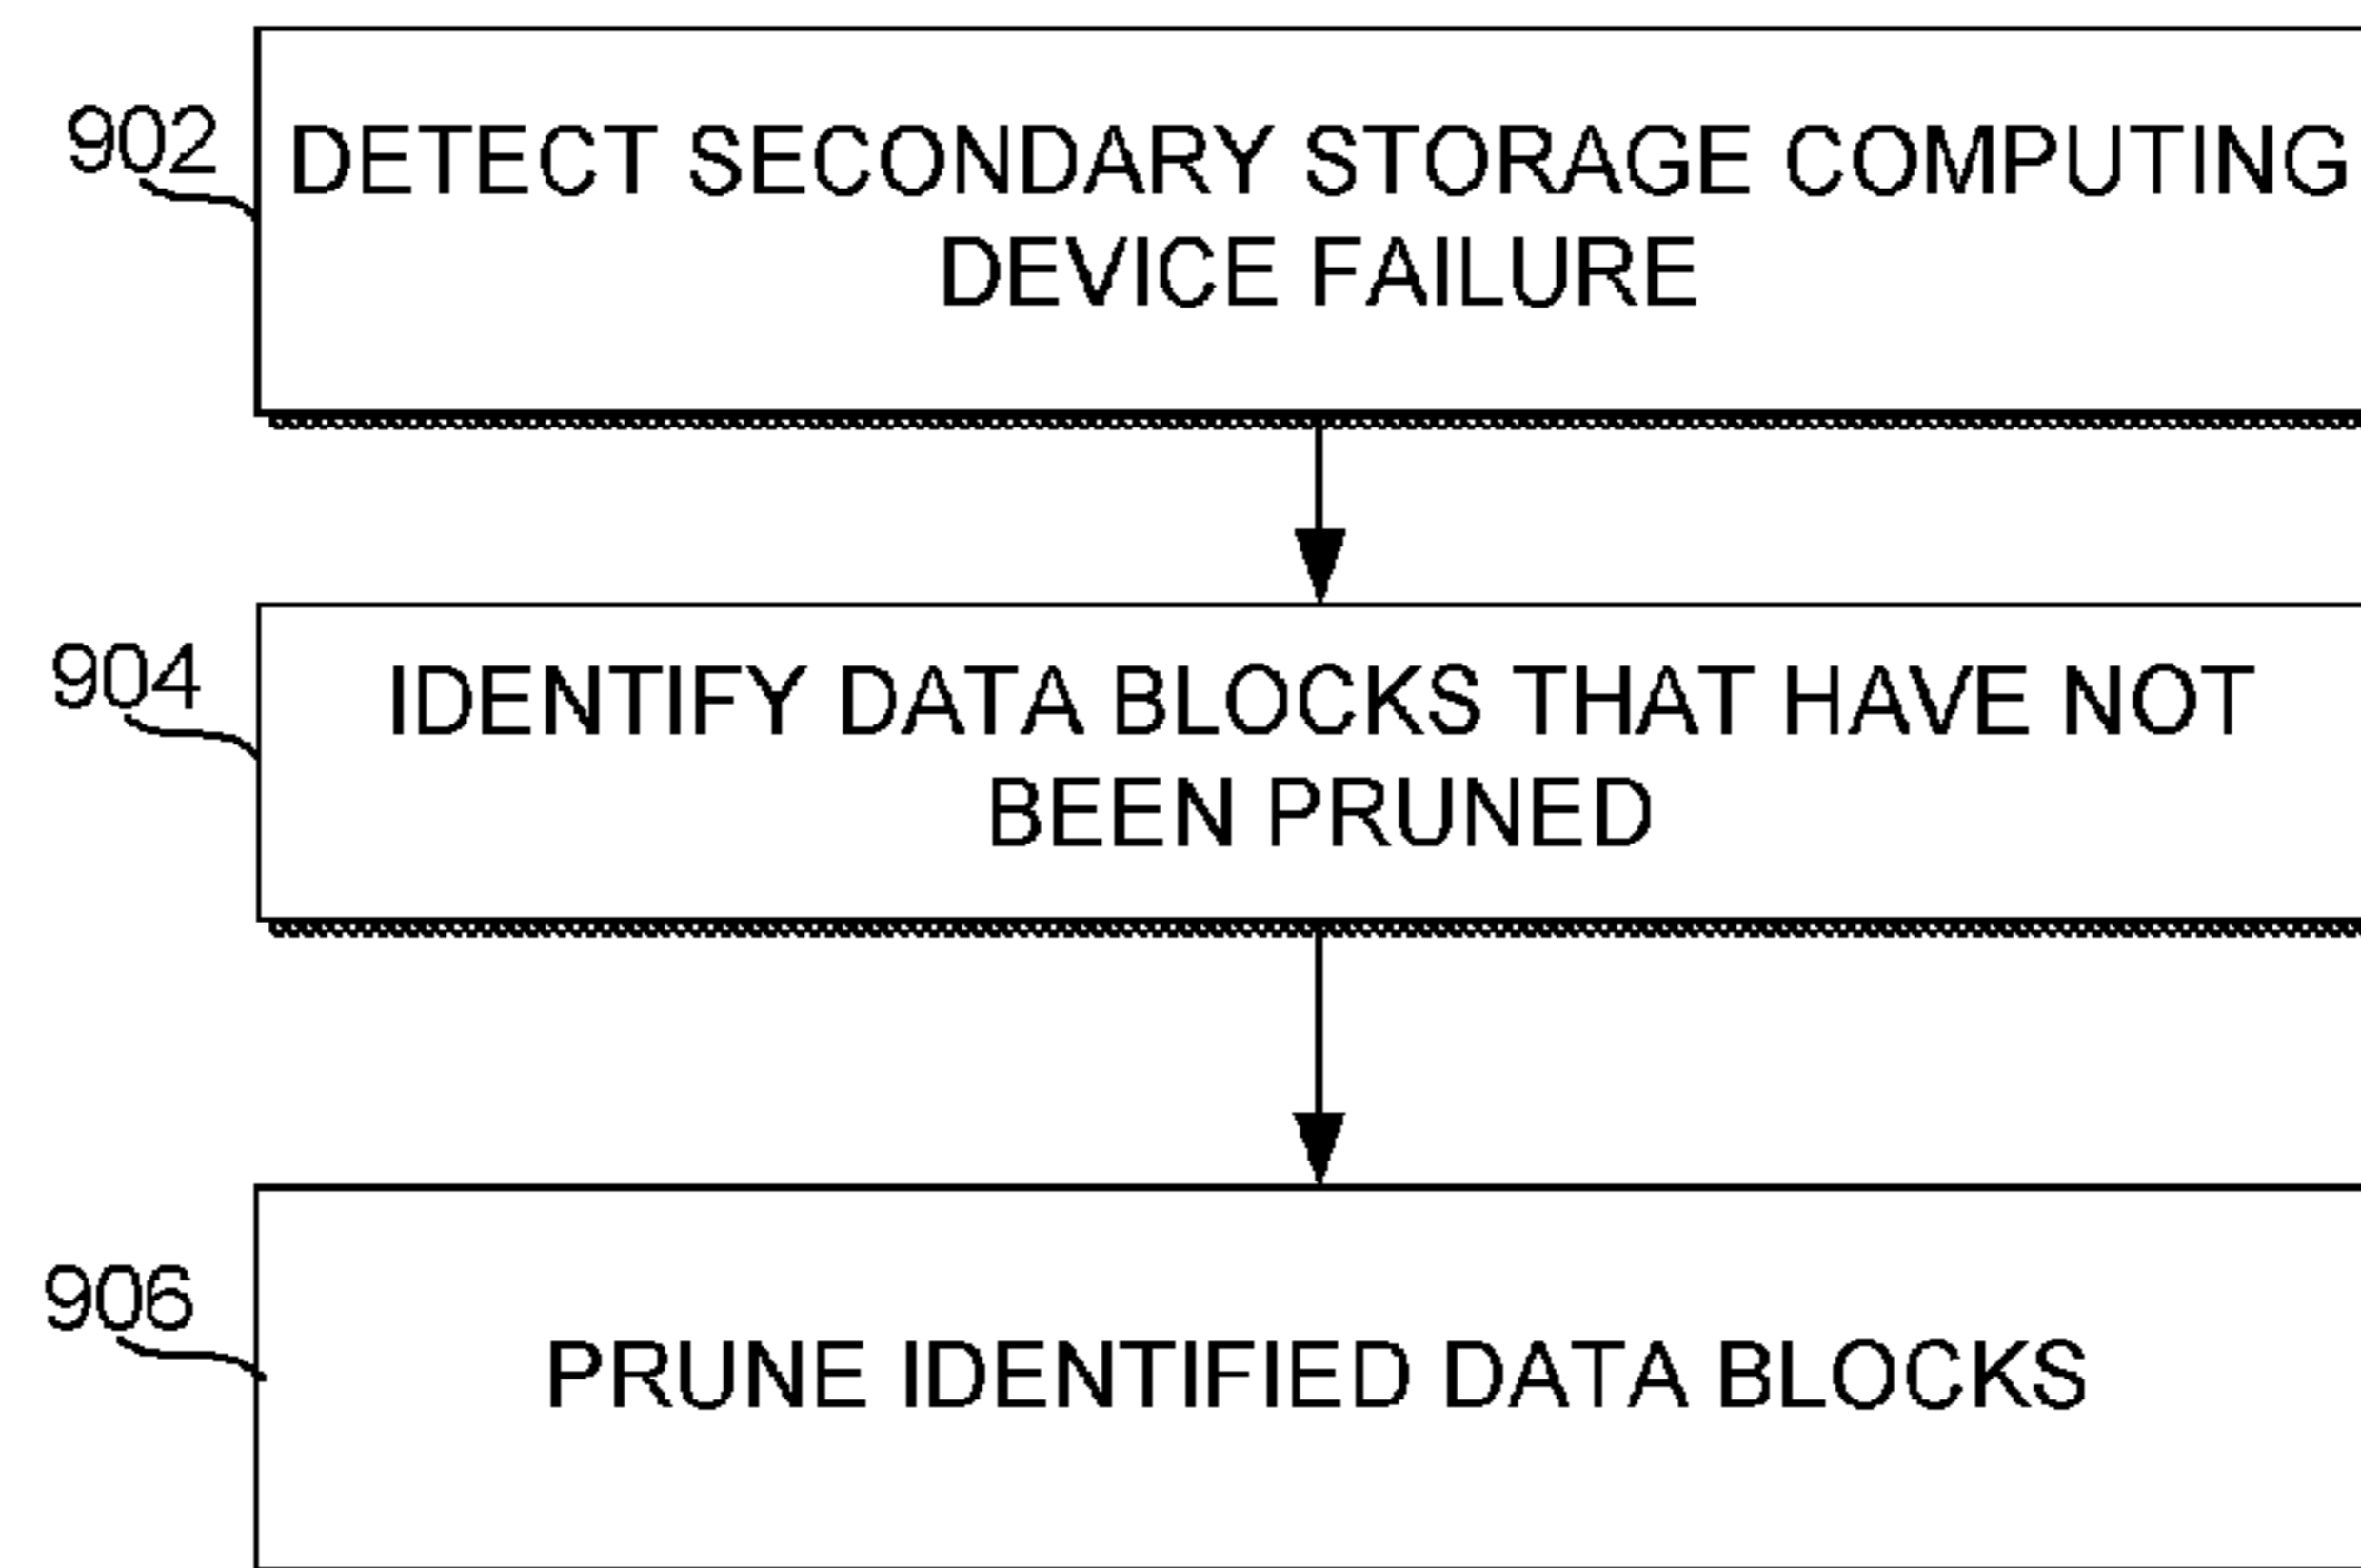 902
DETECT SECONDARY STORAGE COMPUTING
DEVICE FAILURE
904
IDENTIFY DATA BLOCKS THAT HAVE NOT
BEEN PRUNED
906
PRUNE IDENTIFIED DATA BLOCKS